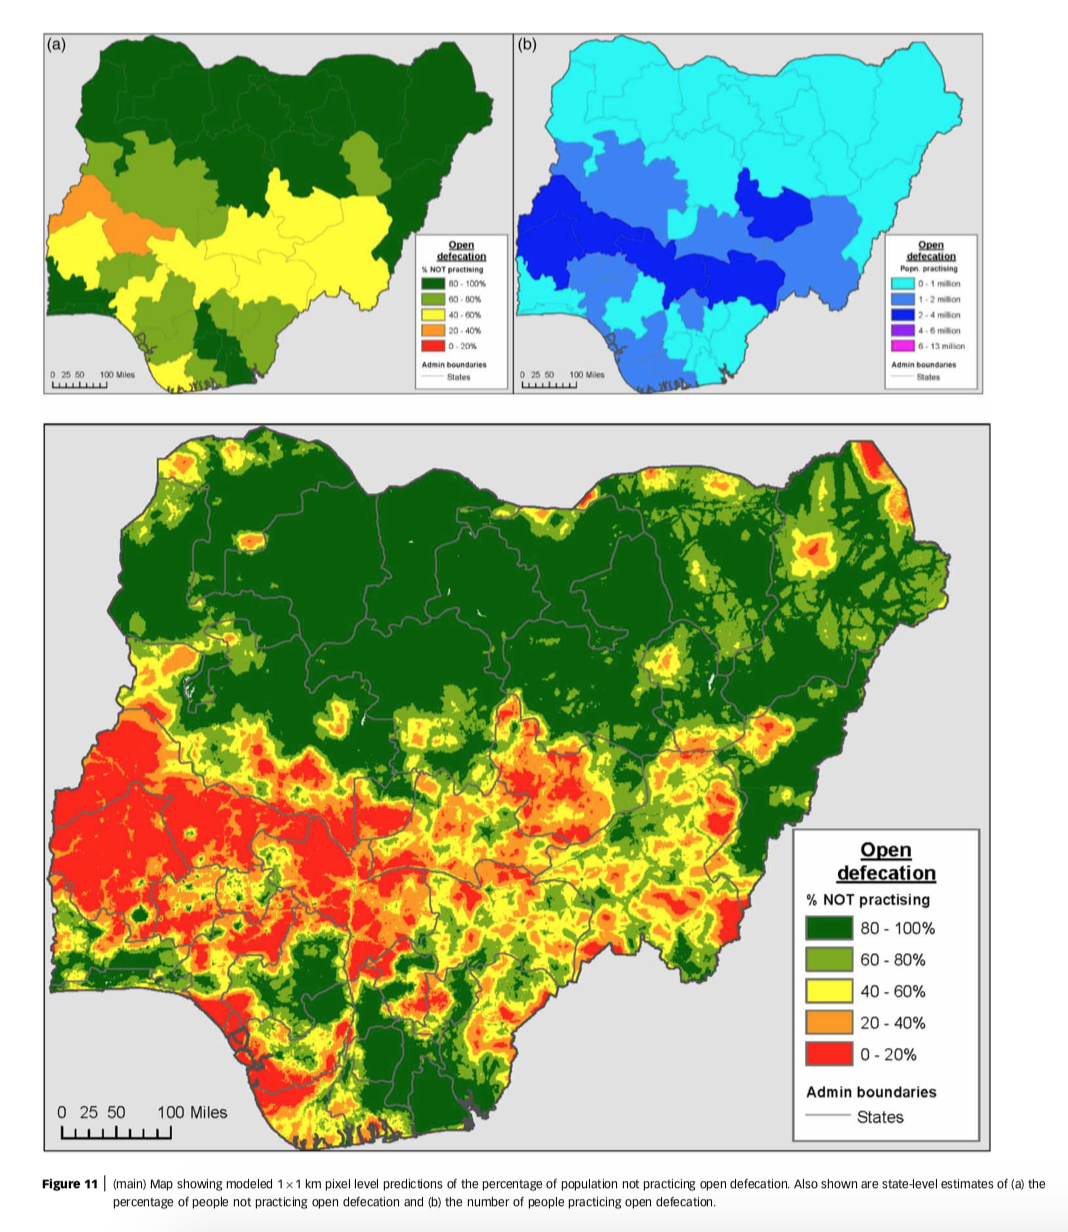 (a)
Open
defecation
% NOT practising
80 - 100%
60 - 80%
40 - 60%
20 - 40%
0 - 20%
Admin boundaries
States
0 25 50 100 Miles
(b)
Open
defecation
Popn. practising
0 - 1 million
1 - 2 million
2 - 4 million
4 - 6 million
6 - 13 million
Admin boundaries
States
0 25 50 100 Miles
Open
defecation
% NOT practising
80 - 100%
60 - 80%
40 - 60%
20 - 40%
0 - 20%
Admin boundaries
States
0 25 50 100 Miles
Figure 11 | (main) Map showing modeled 1 × 1 km pixel level predictions of the percentage of population not practicing open defecation. Also shown are state-level estimates of (a) the
percentage of people not practicing open defecation and (b) the number of people practicing open defecation.